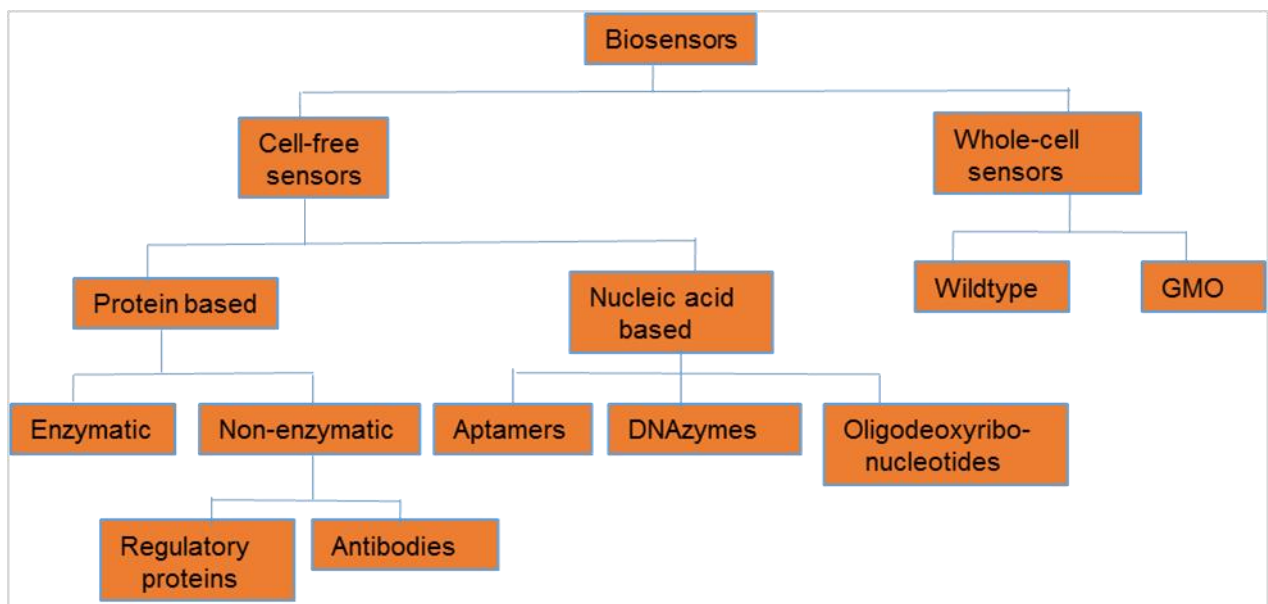 Biosensors
Cell-free
sensors
Whole-cell
sensors
Protein based
Nucleic acid
based
Wildtype
GMO
Enzymatic
Non-enzymatic
Aptamers
DNAzymes
Oligodeoxyribo-
nucleotides
Regulatory
proteins
Antibodies